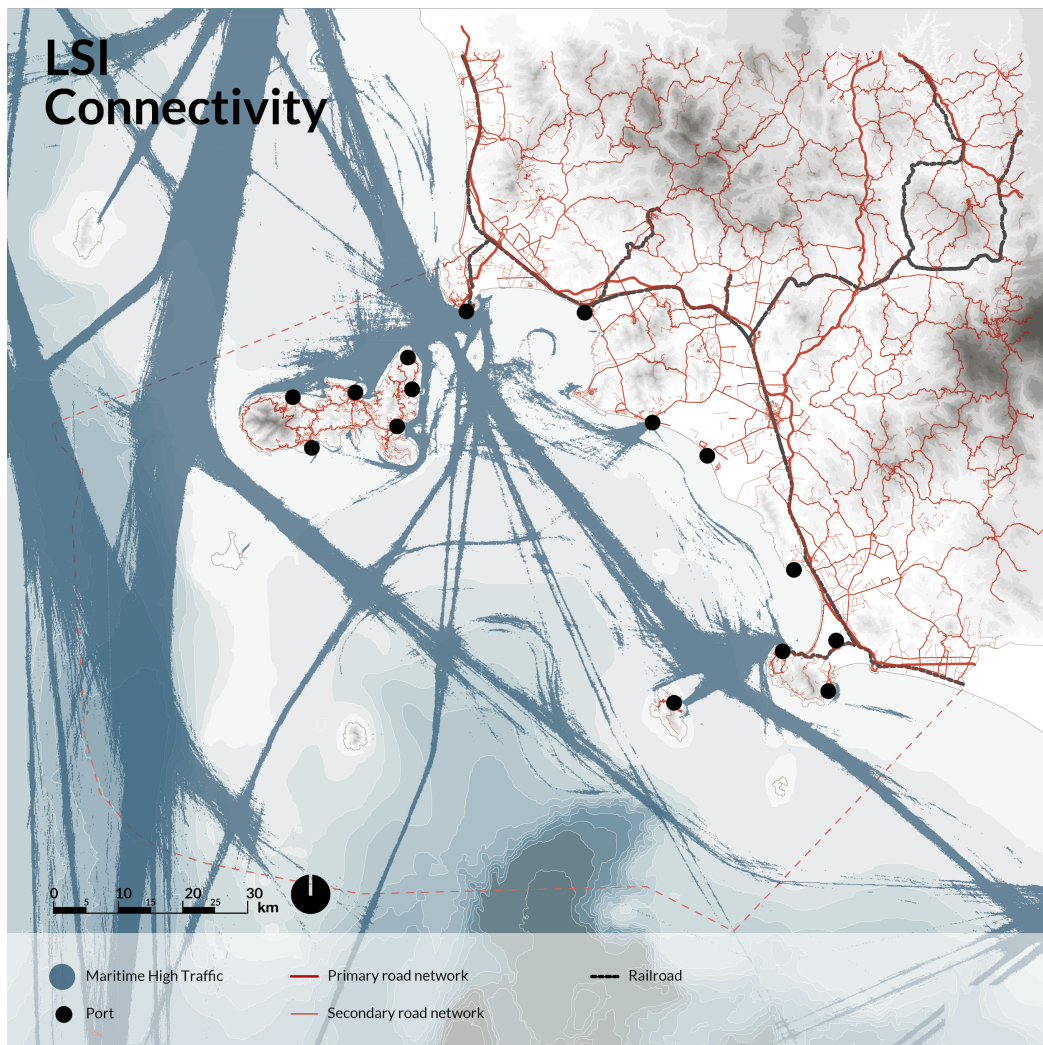 LSI
Connectivity
0 10 20 30
5 15 25 km
Maritime High Traffic
Primary road network
Railroad
Port
Secondary road network